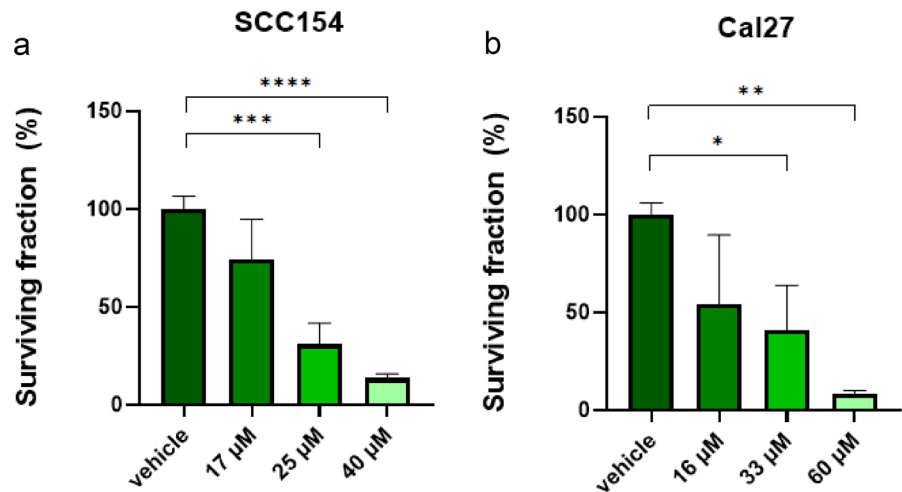 a
SCC154
Surviving fraction (%)
150
100
50
0
****
***
vehicle
17 µM
25 µM
40 µM
b
Cal27
Surviving fraction (%)
150
100
50
0
**
*
vehicle
16 µM
33 µM
60 µM